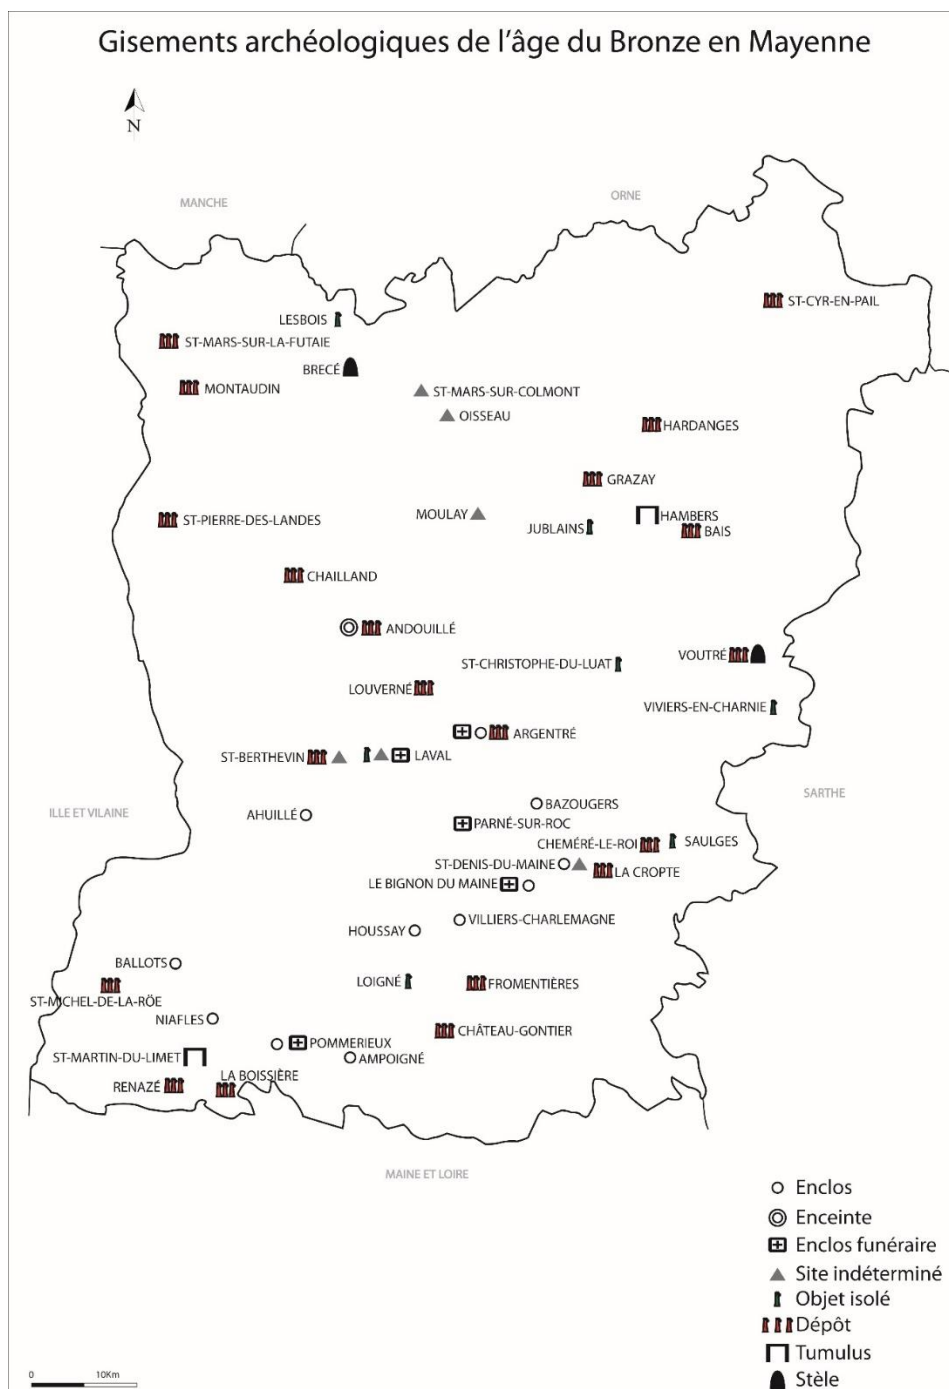 Gisements archéologiques de l'âge du Bronze en Mayenne
N
MANCHE
ORNE
ST-CYR-EN-PAIL
LESBOIS
ST-MARS-SUR-LA-FUTAIE
BRECÉ
MONTAUDIN
ST-MARS-SUR-COLMONT
OISSEAU
HARDANGES
GRAZAY
MOULAY
HAMBERS
ST-PIERRE-DES-LANDES
JUBLAINS
BAIS
CHAILLAND
ANDOUILLÉ
VOUTRÉ
ST-CHRISTOPHE-DU-LUAT
LOUVERNÉ
VIVIERS-EN-CHARNIE
ARGENTRÉ
ST-BERTHEVIN
LAVAL
SARTHE
BAZOUGERS
ILLE ET VILAINE
AHUILLÉ
PARNÉ-SUR-ROC
CHEMÉRÉ-LE-ROI
SAULGES
ST-DENIS-DU-MAINE
LA CROPTE
LE BIGNON DU MAINE
VILLIERS-CHARLEMAGNE
HOUSSAY
BALLOTS
LOIGNÉ
FROMENTIÈRES
ST-MICHEL-DE-LA-RÖE
NIAFLES
CHÂTEAU-GONTIER
POMMERIEUX
ST-MARTIN-DU-LIMET
AMPOIGNÉ
LA BOISSIÈRE
RENAZÉ
MAINE ET LOIRE
Enclos
Enceinte
Enclos funéraire
Site indéterminé
Objet isolé
Dépôt
Tumulus
Stèle
0 10Km